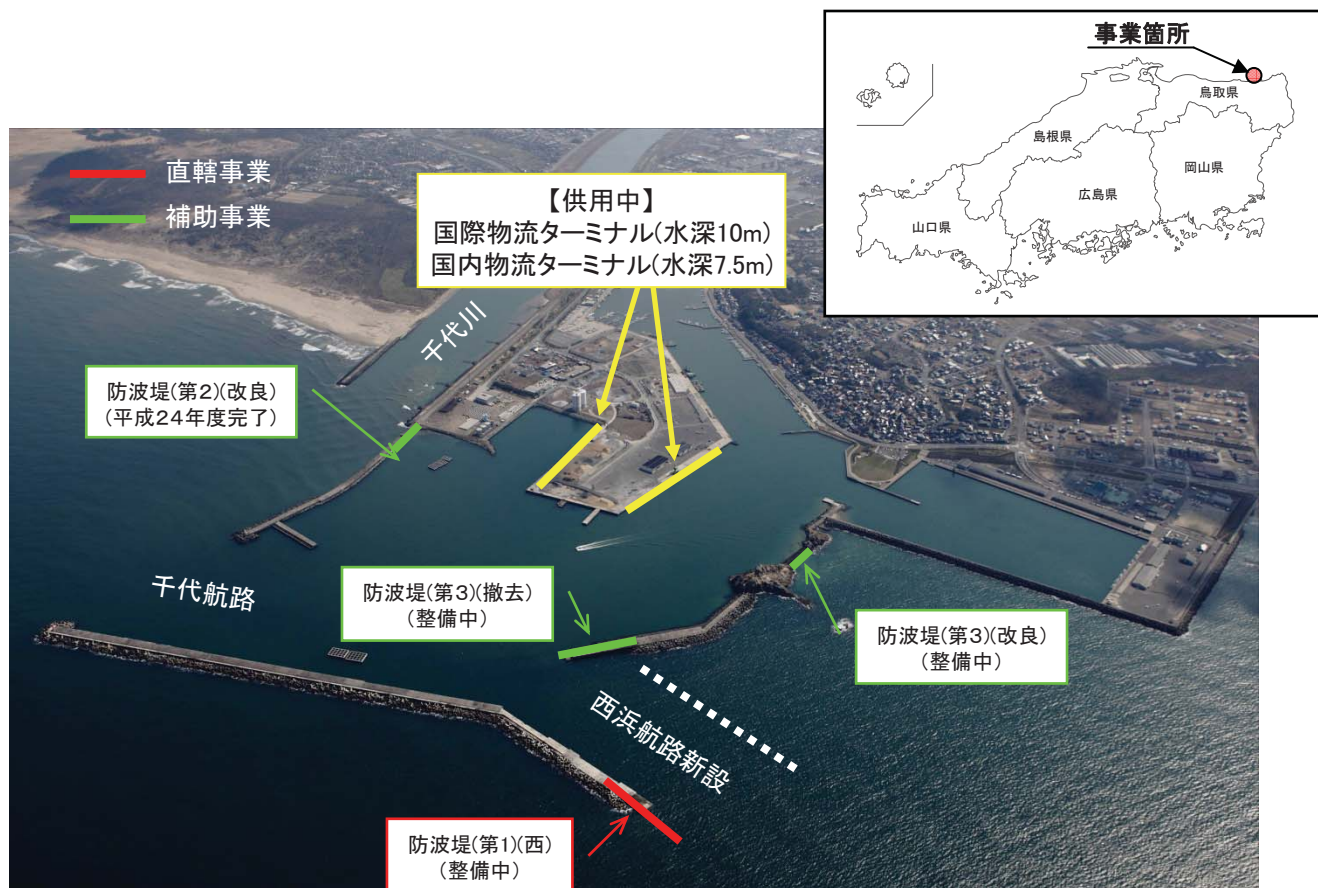 事業箇所
鳥取県
島根県
岡山県
広島県
山口県
直轄事業
補助事業
【供用中】
国際物流ターミナル(水深10m)
国内物流ターミナル(水深7.5m)
千代川
防波堤(第2)(改良)
(平成24年度完了)
千代航路
防波堤(第3)(撤去)
(整備中)
防波堤(第3)(改良)
(整備中)
西浜航路新設
防波堤(第1)(西)
(整備中)